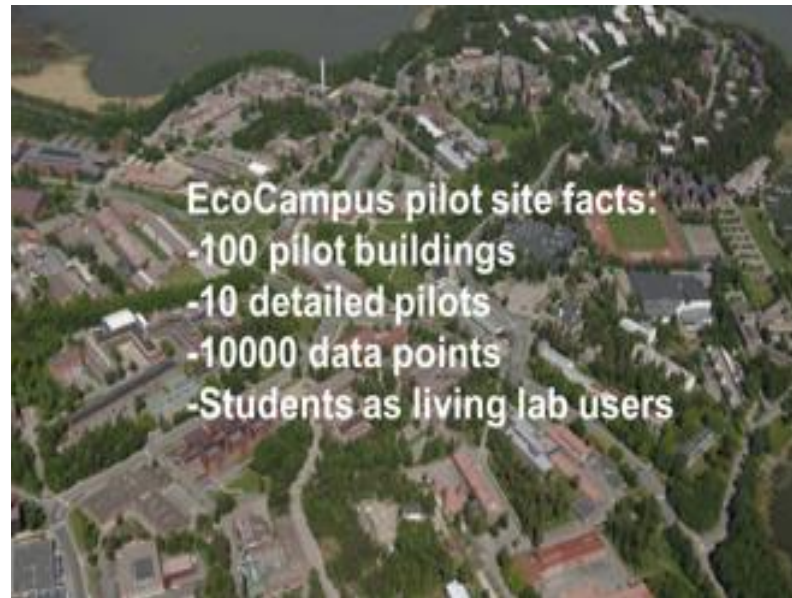 EcoCampus pilot site facts:
-100 pilot buildings
-10 detailed pilots
-10000 data points
-Students as living lab users